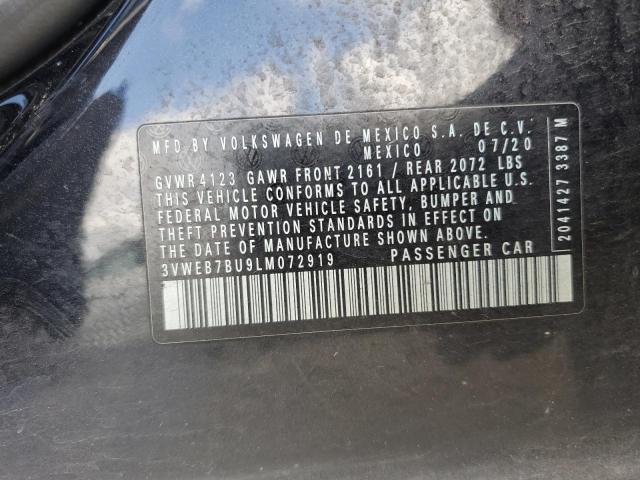 MFD BY VOLKSWAGEN DE MEXICO S.A. DE C.V.
MEXICO 07/20
GVWR 4123 GAWR FRONT 2161 / REAR 2072 LBS
THIS VEHICLE CONFORMS TO ALL APPLICABLE U.S.
FEDERAL MOTOR VEHICLE SAFETY, BUMPER AND
THEFT PREVENTION STANDARDS IN EFFECT ON
THE DATE OF MANUFACTURE SHOWN ABOVE.
3VWEB7BU9LM072919 PASSENGER CAR
2041427 3387 M